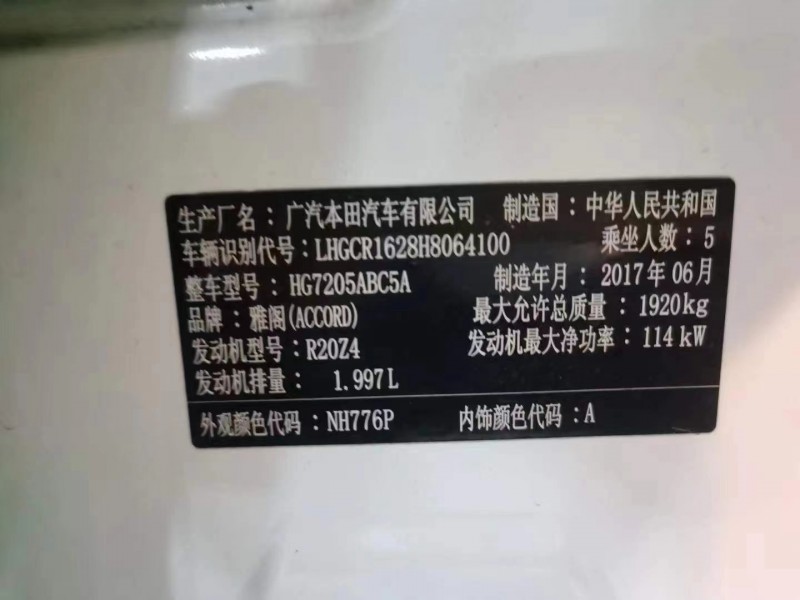 生产厂名：广汽本田汽车有限公司 制造国：中华人民共和国
车辆识别代号：LHGCR1628H8064100 乘坐人数：5
整车型号：HG7205ABC5A 制造年月：2017年06月
品牌：雅阁(ACCORD) 最大允许总质量：1920kg
发动机型号：R20Z4 发动机最大净功率：114kW
发动机排量：1.997L
外观颜色代码：NH776P 内饰颜色代码：A